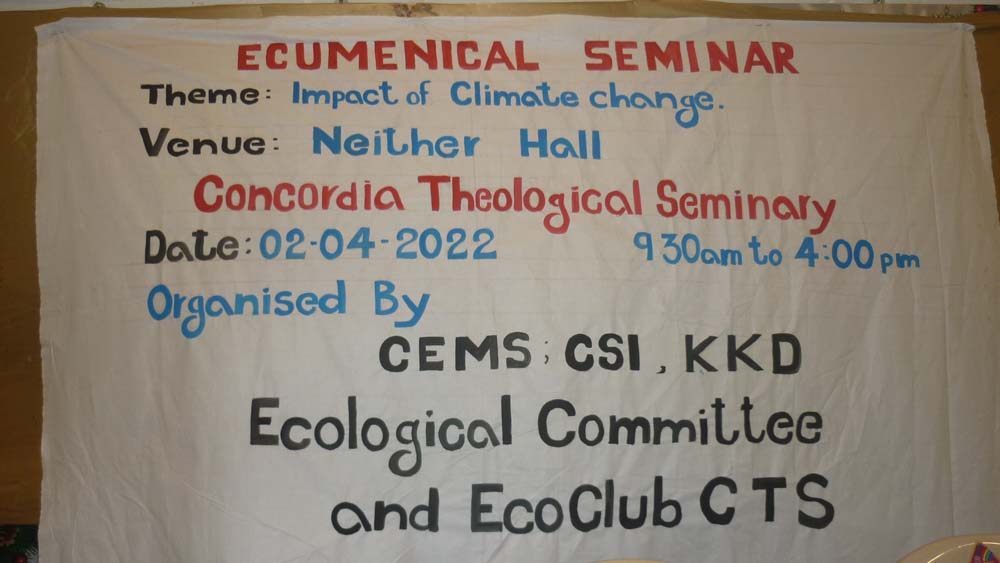 ECUMENICAL SEMINAR
Theme: Impact of Climate change.
Venue: Neither Hall
Concordia Theological Seminary
Date: 02-04-2022 9 30am to 4:00 pm
Organised By
CEMS; CSI, KKD
Ecological Committee
and EcoClub CTS